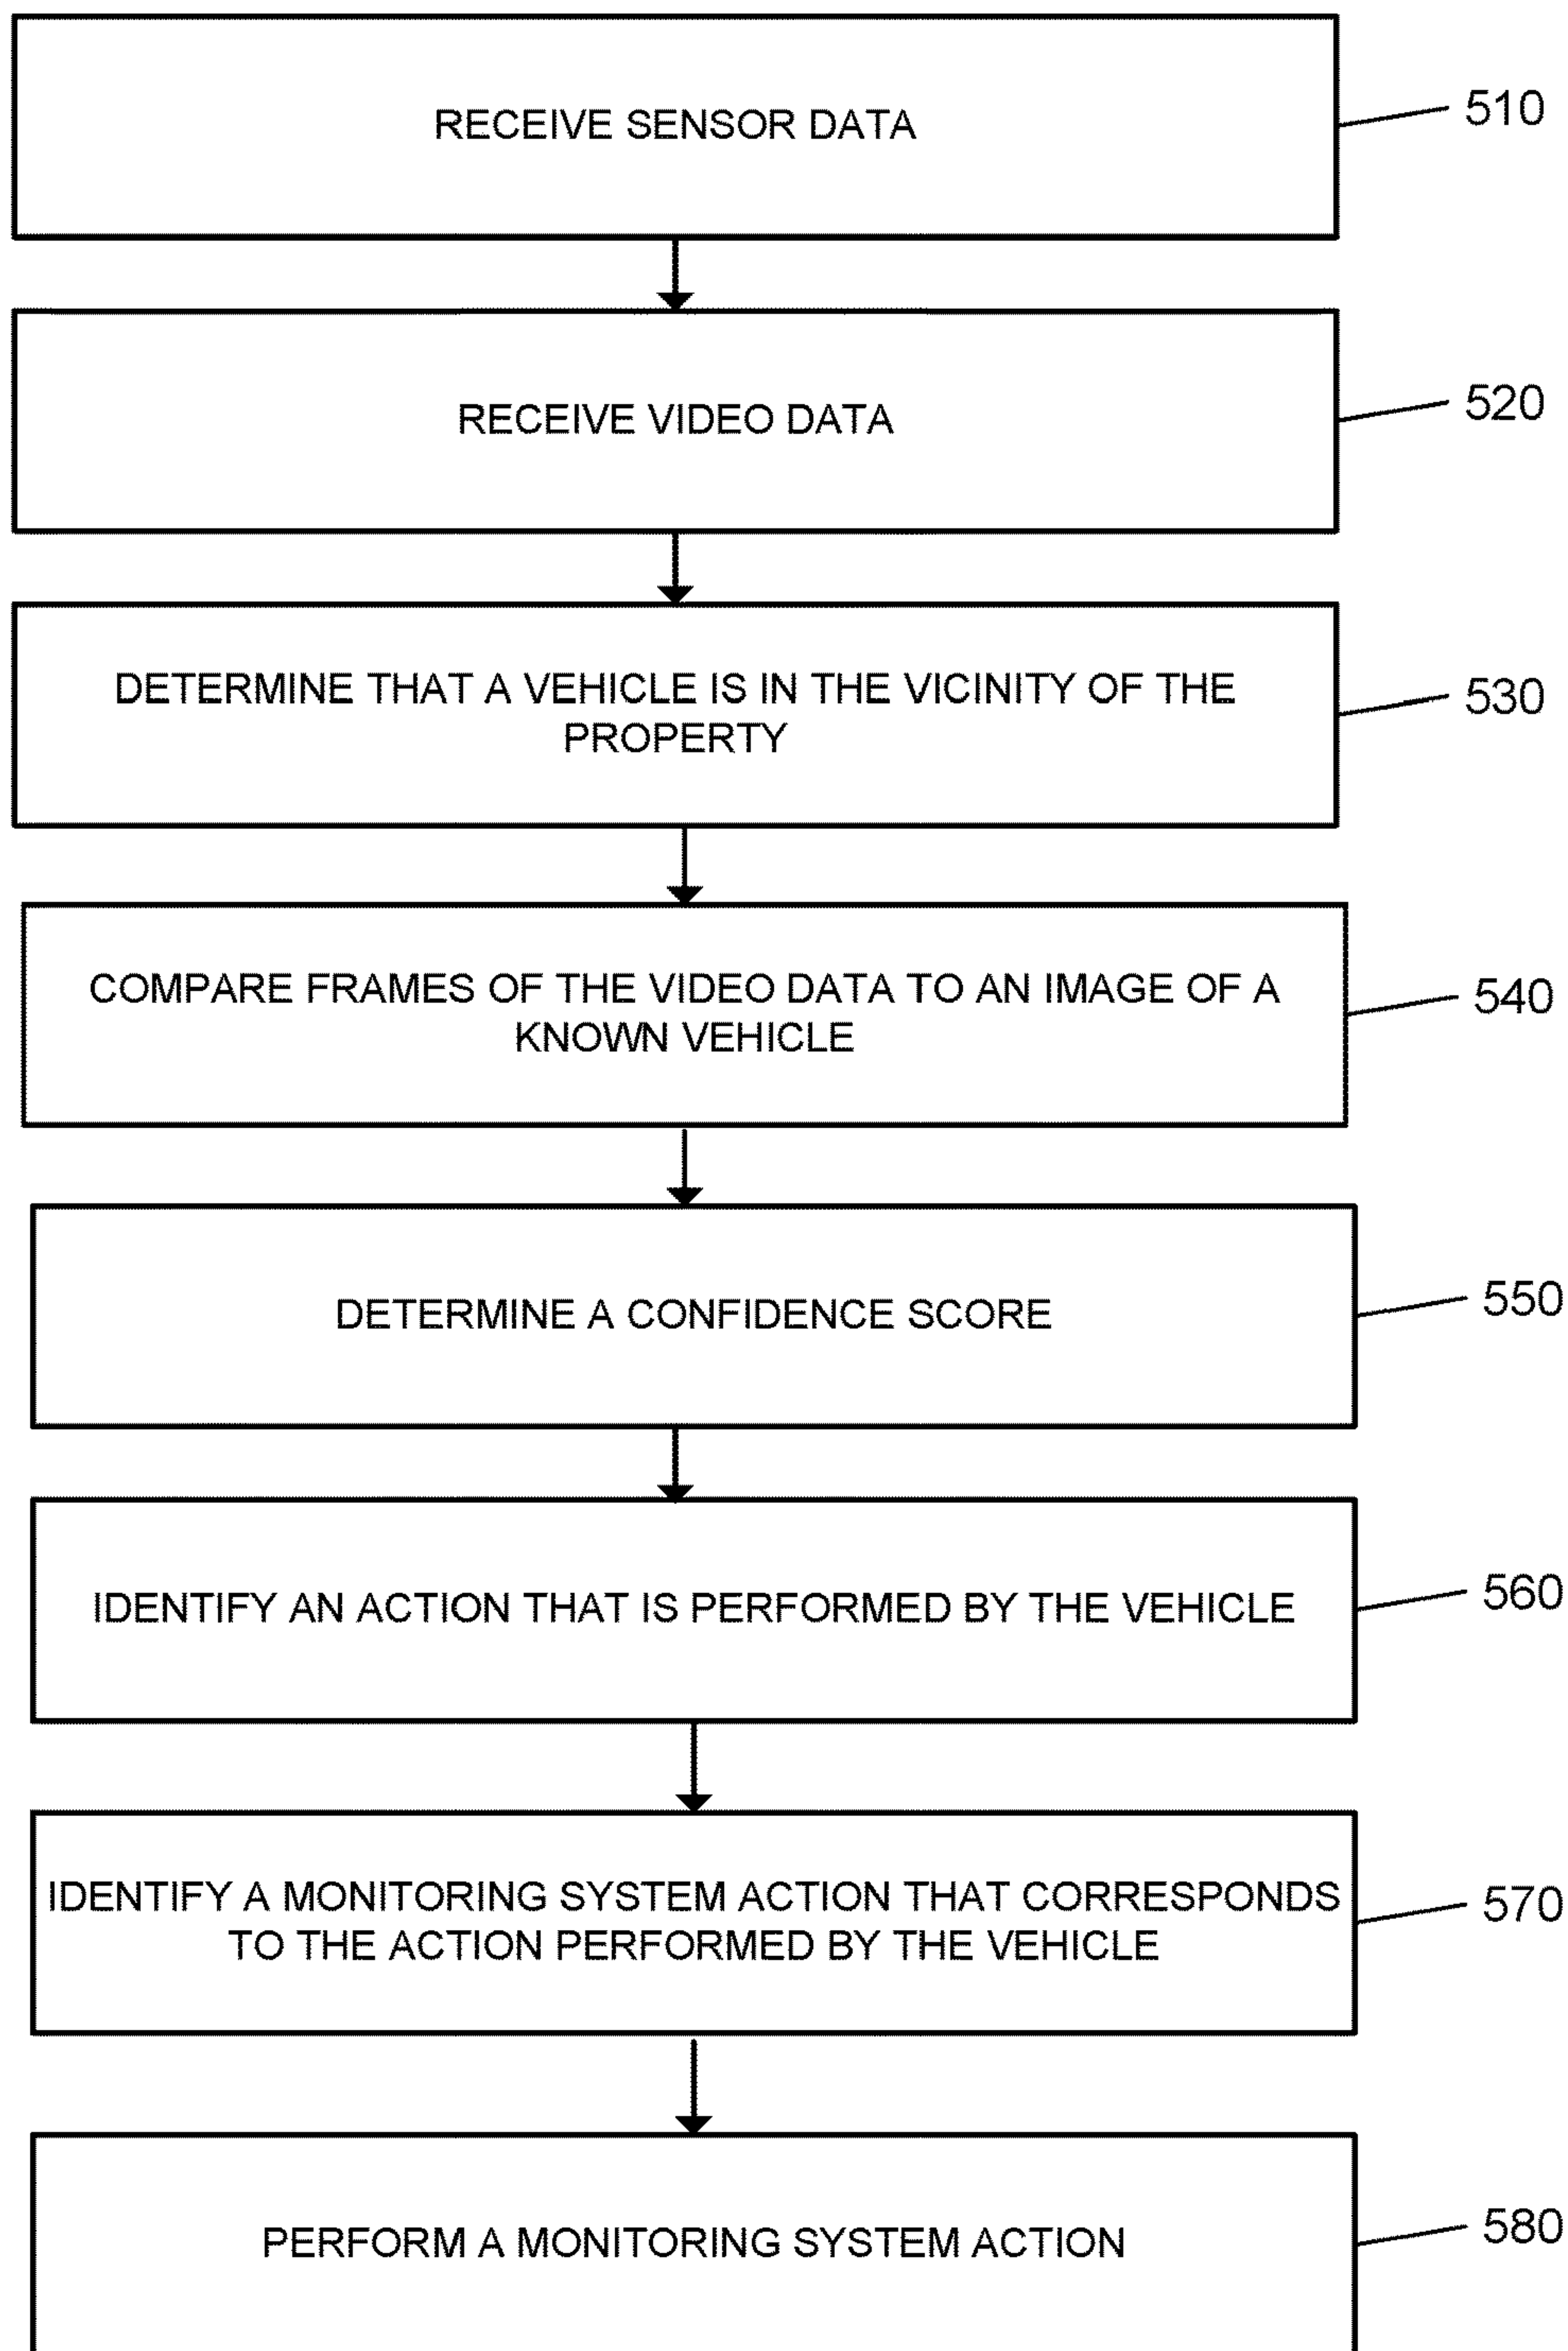 RECEIVE SENSOR DATA
510
RECEIVE VIDEO DATA
520
DETERMINE THAT A VEHICLE IS IN THE VICINITY OF THE
PROPERTY
530
COMPARE FRAMES OF THE VIDEO DATA TO AN IMAGE OF A
KNOWN VEHICLE
540
DETERMINE A CONFIDENCE SCORE
550
IDENTIFY AN ACTION THAT IS PERFORMED BY THE VEHICLE
560
IDENTIFY A MONITORING SYSTEM ACTION THAT CORRESPONDS
TO THE ACTION PERFORMED BY THE VEHICLE
570
PERFORM A MONITORING SYSTEM ACTION
580